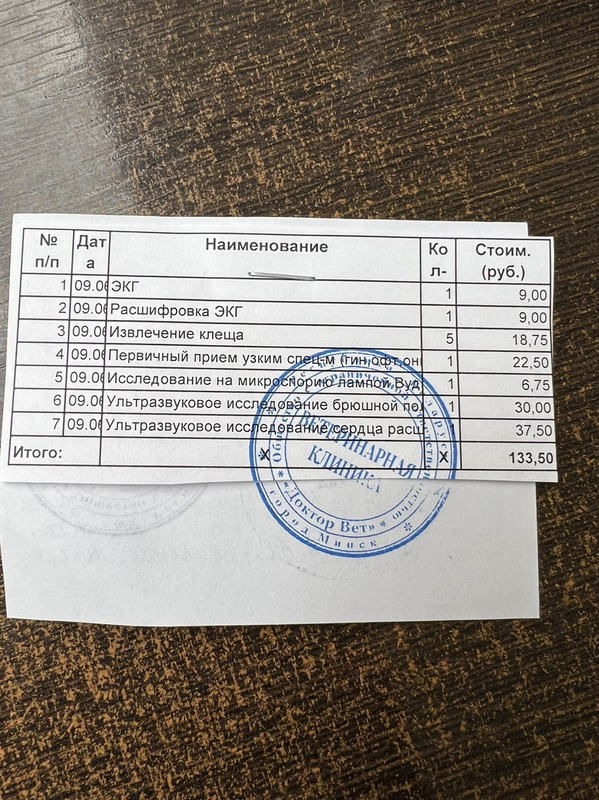 № п/п Дата Наименование Кол- Стоим. (руб.)
1 09.06 ЭКГ 1 9,00
2 09.06 Расшифровка ЭКГ 1 9,00
3 09.06 Извлечение клеща 5 18,75
4 09.06 Первичный прием узким спец-м (гин,офт,он 1 22,50
5 09.06 Исследование на микроспорию лампой Вуд 1 6,75
6 09.06 Ультразвуковое исследование брюшной по 1 30,00
7 09.06 Ультразвуковое исследование сердца расш 37,50
Итого: X X 133,50
ВЕТЕРИНАРНАЯ
КЛИНИКА
«Доктор Вет»
город Минск